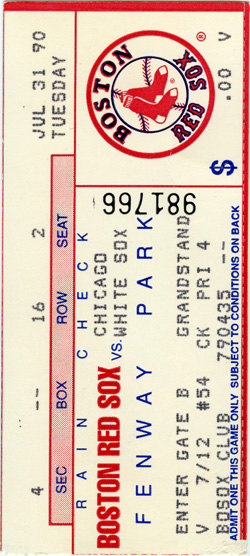 4 -- 16 2 JUL 31 90
SEC BOX ROW SEAT TUESDAY
RAIN CHECK
CHICAGO
BOSTON RED SOX VS. WHITE SOX
FENWAY PARK
981766
BOSTON RED SOX ®
ENTER GATE B GRANDSTAND
V 7/12 #54 CK PRI 4
BOSOX CLUB 790435-- $ .00 V
ADMIT ONE THIS GAME ONLY SUBJECT TO CONDITIONS ON BACK